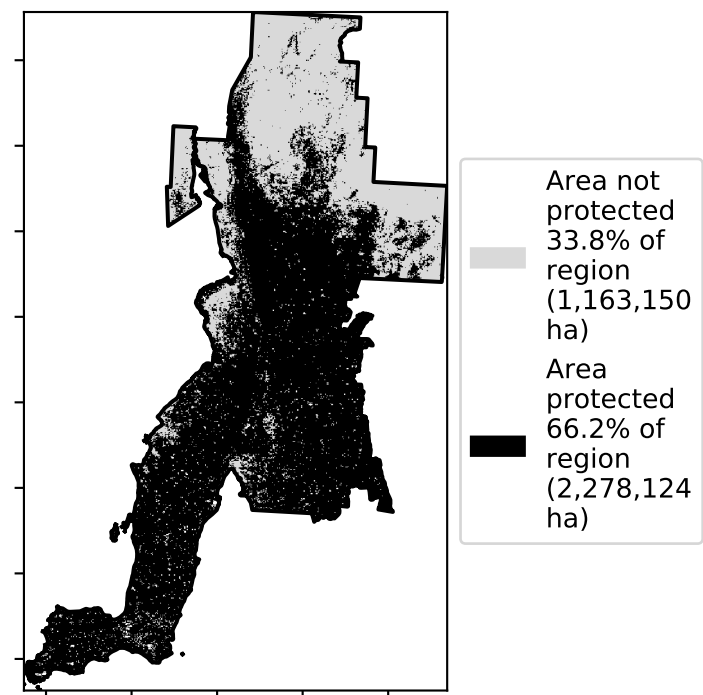 Area not
protected
33.8% of
region
(1,163,150
ha)
Area
protected
66.2% of
region
(2,278,124
ha)